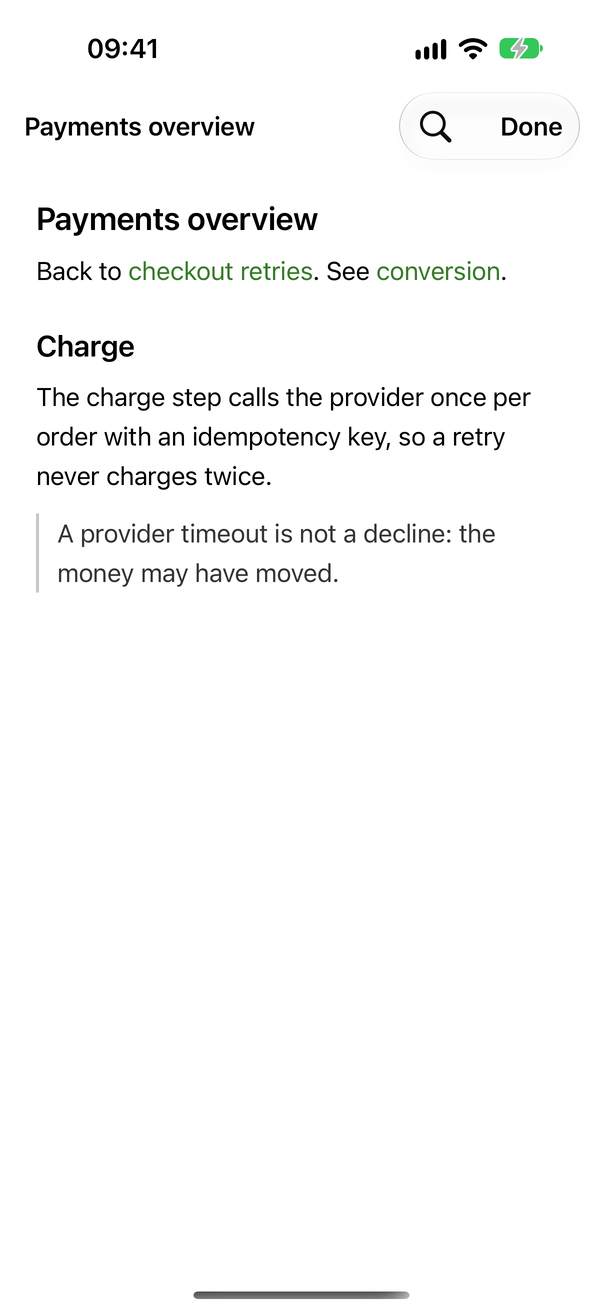 09:41
Payments overview
Done
Payments overview
Back to checkout retries. See conversion.
Charge
The charge step calls the provider once per
order with an idempotency key, so a retry
never charges twice.
A provider timeout is not a decline: the
money may have moved.